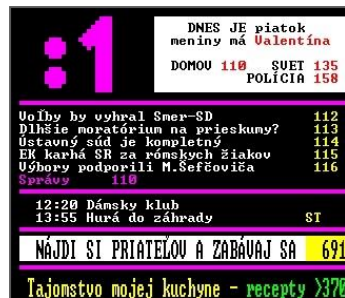 :1
DNES JE piatok
meniny má Valentína
DOMOV 110 SVET 135
POLÍCIA 158
Voľby by vyhral Smer-SD 112
Dlhšie moratórium na prieskumy? 113
Ústavný súd je kompletný 114
EK karhá SR za rómskych žiakov 115
Výbory podporili M.Šefčoviča 116
Správy 110
12:20 Dámsky klub
13:55 Hurá do záhrady ST
NÁJDI SI PRIATEĽOV A ZABÁVAJ SA 691
Tajomstvo mojej kuchyne – recepty >370